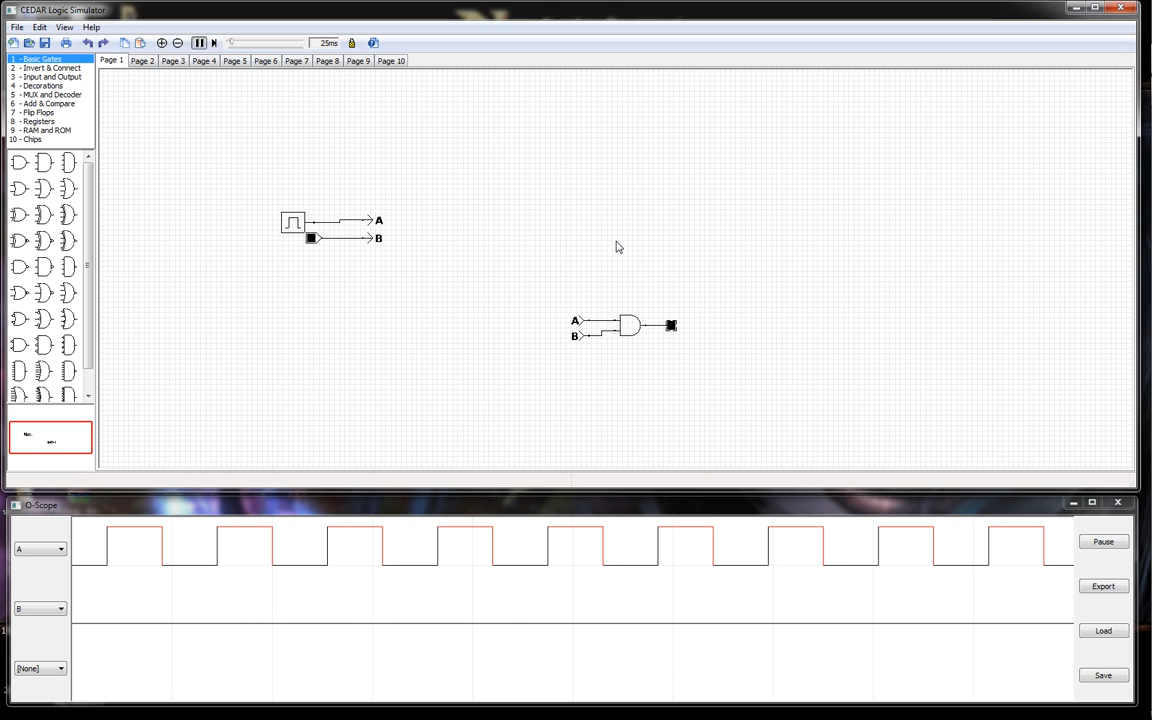 CEDAR Logic Simulator
File Edit View Help
25ms
1 - Basic Gates
2 - Invert & Connect
3 - Input and Output
4 - Decorations
5 - MUX and Decoder
6 - Add & Compare
7 - Flip Flops
8 - Registers
9 - RAM and ROM
10 - Chips
Page 1 Page 2 Page 3 Page 4 Page 5 Page 6 Page 7 Page 8 Page 9 Page 10
A
B
A
B
O-Scope
A
B
[None]
Pause
Export
Load
Save